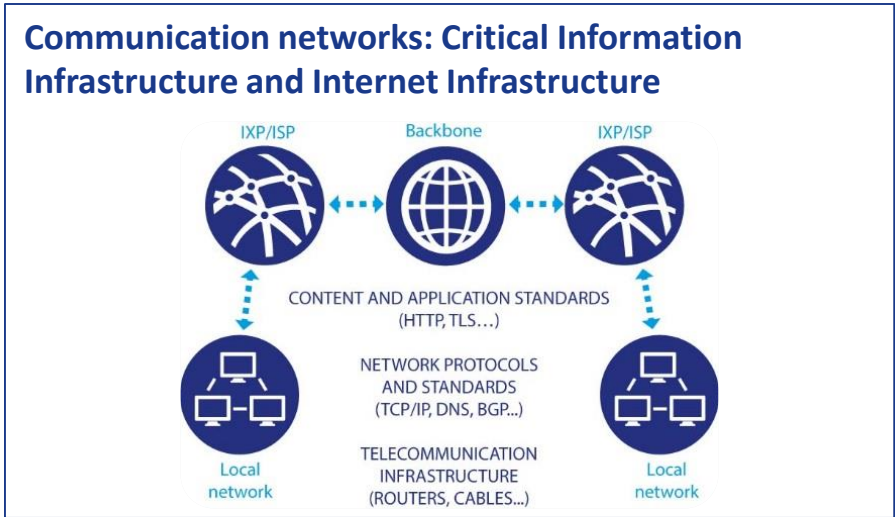 Communication networks: Critical Information
Infrastructure and Internet Infrastructure
IXP/ISP
Backbone
IXP/ISP
CONTENT AND APPLICATION STANDARDS
(HTTP, TLS...)
NETWORK PROTOCOLS
AND STANDARDS
(TCP/IP, DNS, BGP...)
TELECOMMUNICATION
INFRASTRUCTURE
(ROUTERS, CABLES...)
Local
network
Local
network